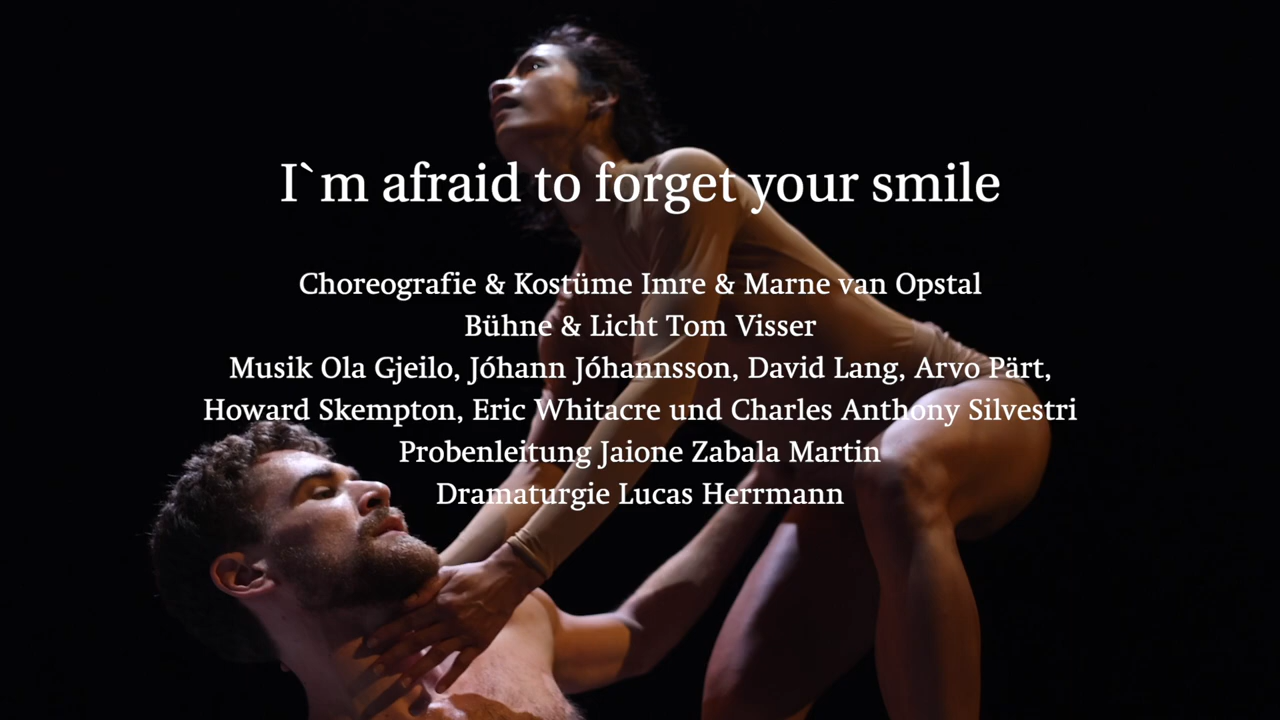 I`m afraid to forget your smile
Choreografie & Kostüme Imre & Marne van Opstal
Bühne & Licht Tom Visser
Musik Ola Gjeilo, Jóhann Jóhannsson, David Lang, Arvo Pärt,
Howard Skempton, Eric Whitacre und Charles Anthony Silvestri
Probenleitung Jaione Zabala Martin
Dramaturgie Lucas Herrmann